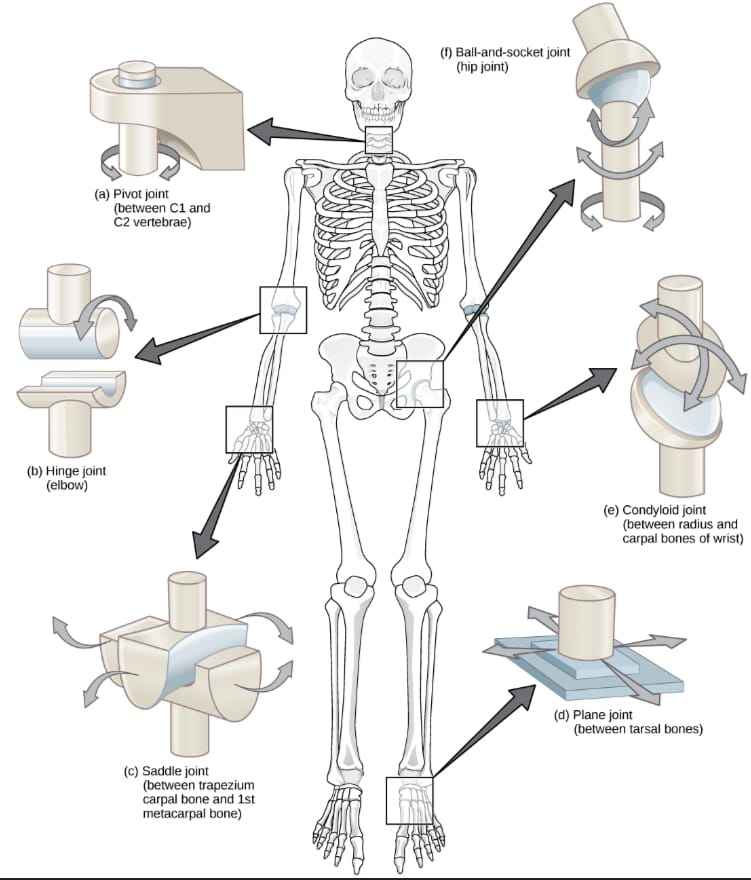 (a) Pivot joint
(between C1 and
C2 vertebrae)
(b) Hinge joint
(elbow)
(c) Saddle joint
(between trapezium
carpal bone and 1st
metacarpal bone)
(d) Plane joint
(between tarsal bones)
(e) Condyloid joint
(between radius and
carpal bones of wrist)
(f) Ball-and-socket joint
(hip joint)